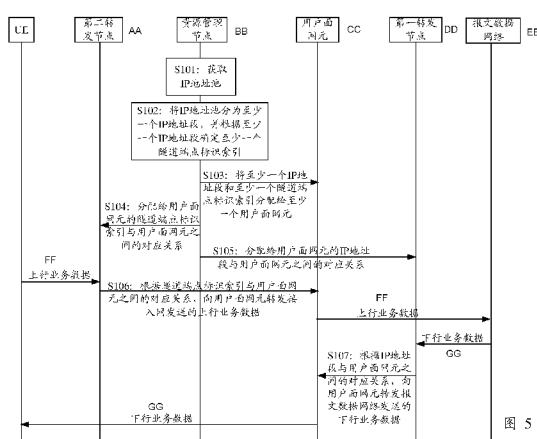 UE
第二转
发节点
AA
资源管理
节点
BB
用户面
网元
CC
第一转发
节点
DD
报文数据
网络
EE
S101：获取
IP地址池
S102：将IP地址池分为至少
一个IP地址段，并根据至少
一个IP地址段确定至少一个
隧道端点标识索引
S103：将至少一个IP地
址段和至少一个隧道端
点标识索引分配给至少
一个用户面网元
S104：分配给用户面
网元的隧道端点标识
索引与用户面网元之
间的对应关系
S105：分配给用户面网元的IP地址
段与用户面网元之间的对应关系
FF
上行业务数据
S106：根据隧道端点标识索引与用户面网
元之间的对应关系，向用户面网元转发接
入网发送的上行业务数据
FF
上行业务数据
下行业务数据
GG
S107：根据IP地址
段与用户面网元之
间的对应关系，向
用户面网元转发报
文数据网络发送的
下行业务数据
GG
下行业务数据
图 5